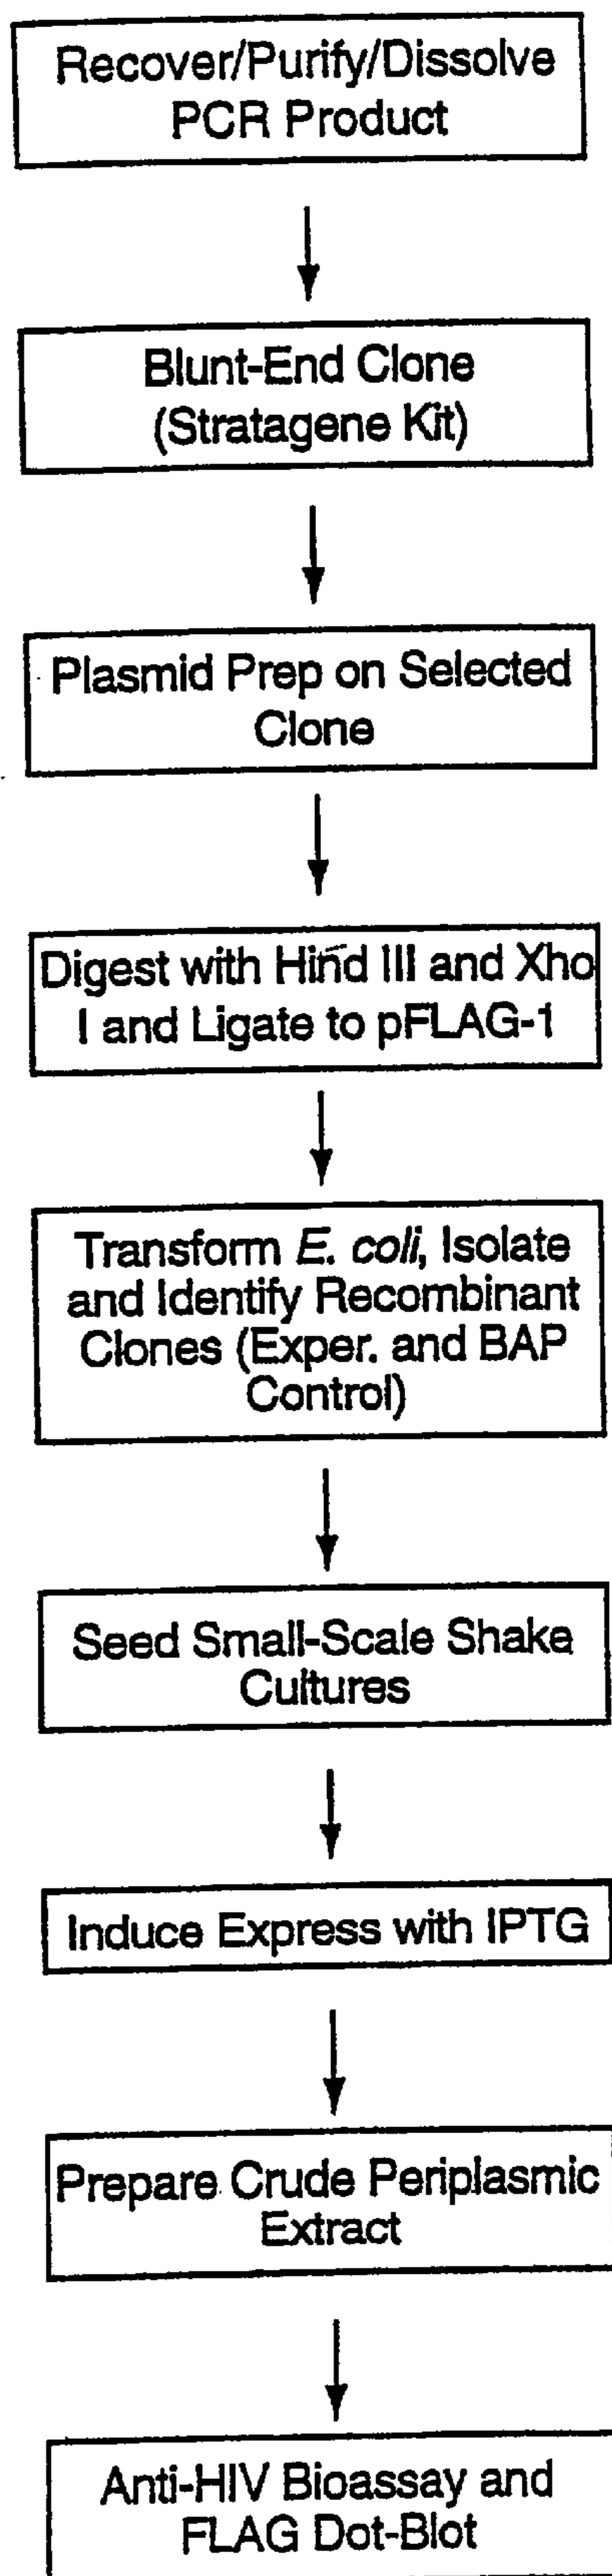 Recover/Purify/Dissolve
PCR Product
Blunt-End Clone
(Stratagene Kit)
Plasmid Prep on Selected
Clone
Digest with Hind III and Xho
I and Ligate to pFLAG-1
Transform E. coli, Isolate
and Identify Recombinant
Clones (Exper. and BAP
Control)
Seed Small-Scale Shake
Cultures
Induce Express with IPTG
Prepare Crude Periplasmic
Extract
Anti-HIV Bioassay and
FLAG Dot-Blot